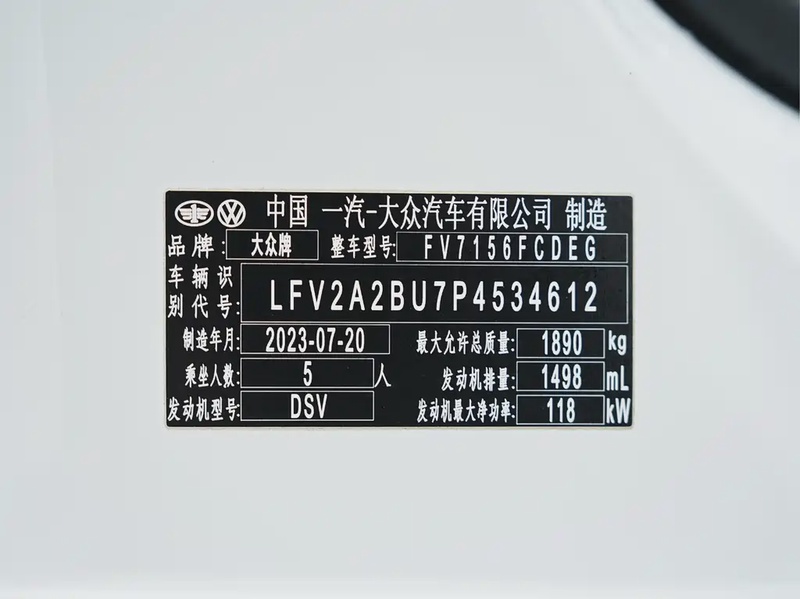 中国 一汽-大众汽车有限公司 制造
品牌: 大众牌 整车型号: FV7156FCDEG
车辆识别代号: LFV2A2BU7P4534612
制造年月: 2023-07-20 最大允许总质量: 1890 kg
乘坐人数: 5 人 发动机排量: 1498 mL
发动机型号: DSV 发动机最大净功率: 118 kW